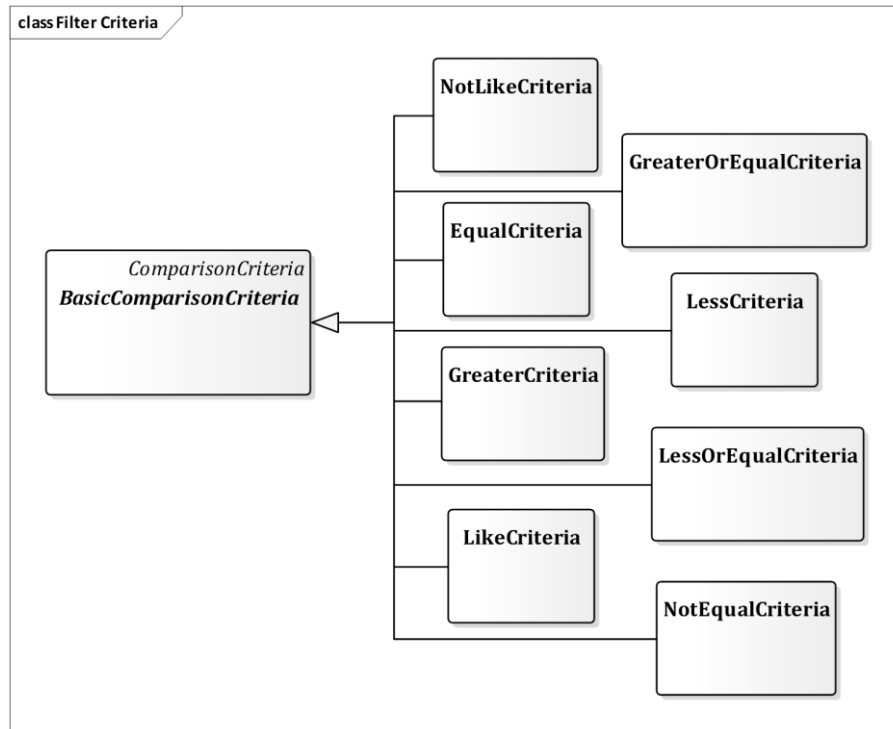 class Filter Criteria
NotLikeCriteria
GreaterOrEqualCriteria
EqualCriteria
ComparisonCriteria
BasicComparisonCriteria
LessCriteria
GreaterCriteria
LessOrEqualCriteria
LikeCriteria
NotEqualCriteria